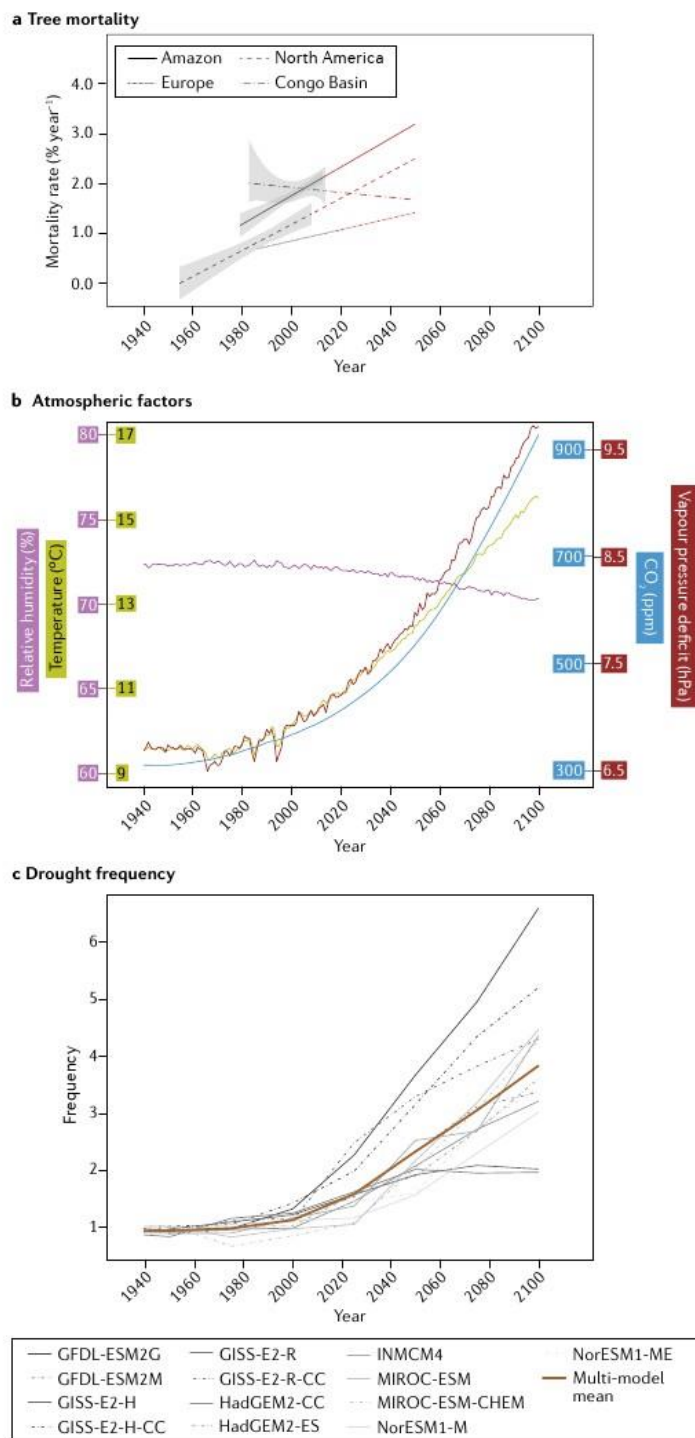 a Tree mortality
Amazon North America
Europe Congo Basin
4.0
3.0
2.0
1.0
0.0
Mortality rate (% year⁻¹)
1940 1960 1980 2000 2020 2040 2060 2080 2100
Year
b Atmospheric factors
80 17
75 15
70 13
65 11
60 9
Relative humidity (%)
Temperature (°C)
900 9.5
700 8.5
500 7.5
300 6.5
CO₂ (ppm)
Vapour pressure deficit (hPa)
1940 1960 1980 2000 2020 2040 2060 2080 2100
Year
c Drought frequency
6
5
4
3
2
1
Frequency
1940 1960 1980 2000 2020 2040 2060 2080 2100
Year
GFDL-ESM2G GISS-E2-R INMCM4 NorESM1-ME
GFDL-ESM2M GISS-E2-R-CC MIROC-ESM Multi-model
GISS-E2-H HadGEM2-CC MIROC-ESM-CHEM mean
GISS-E2-H-CC HadGEM2-ES NorESM1-M